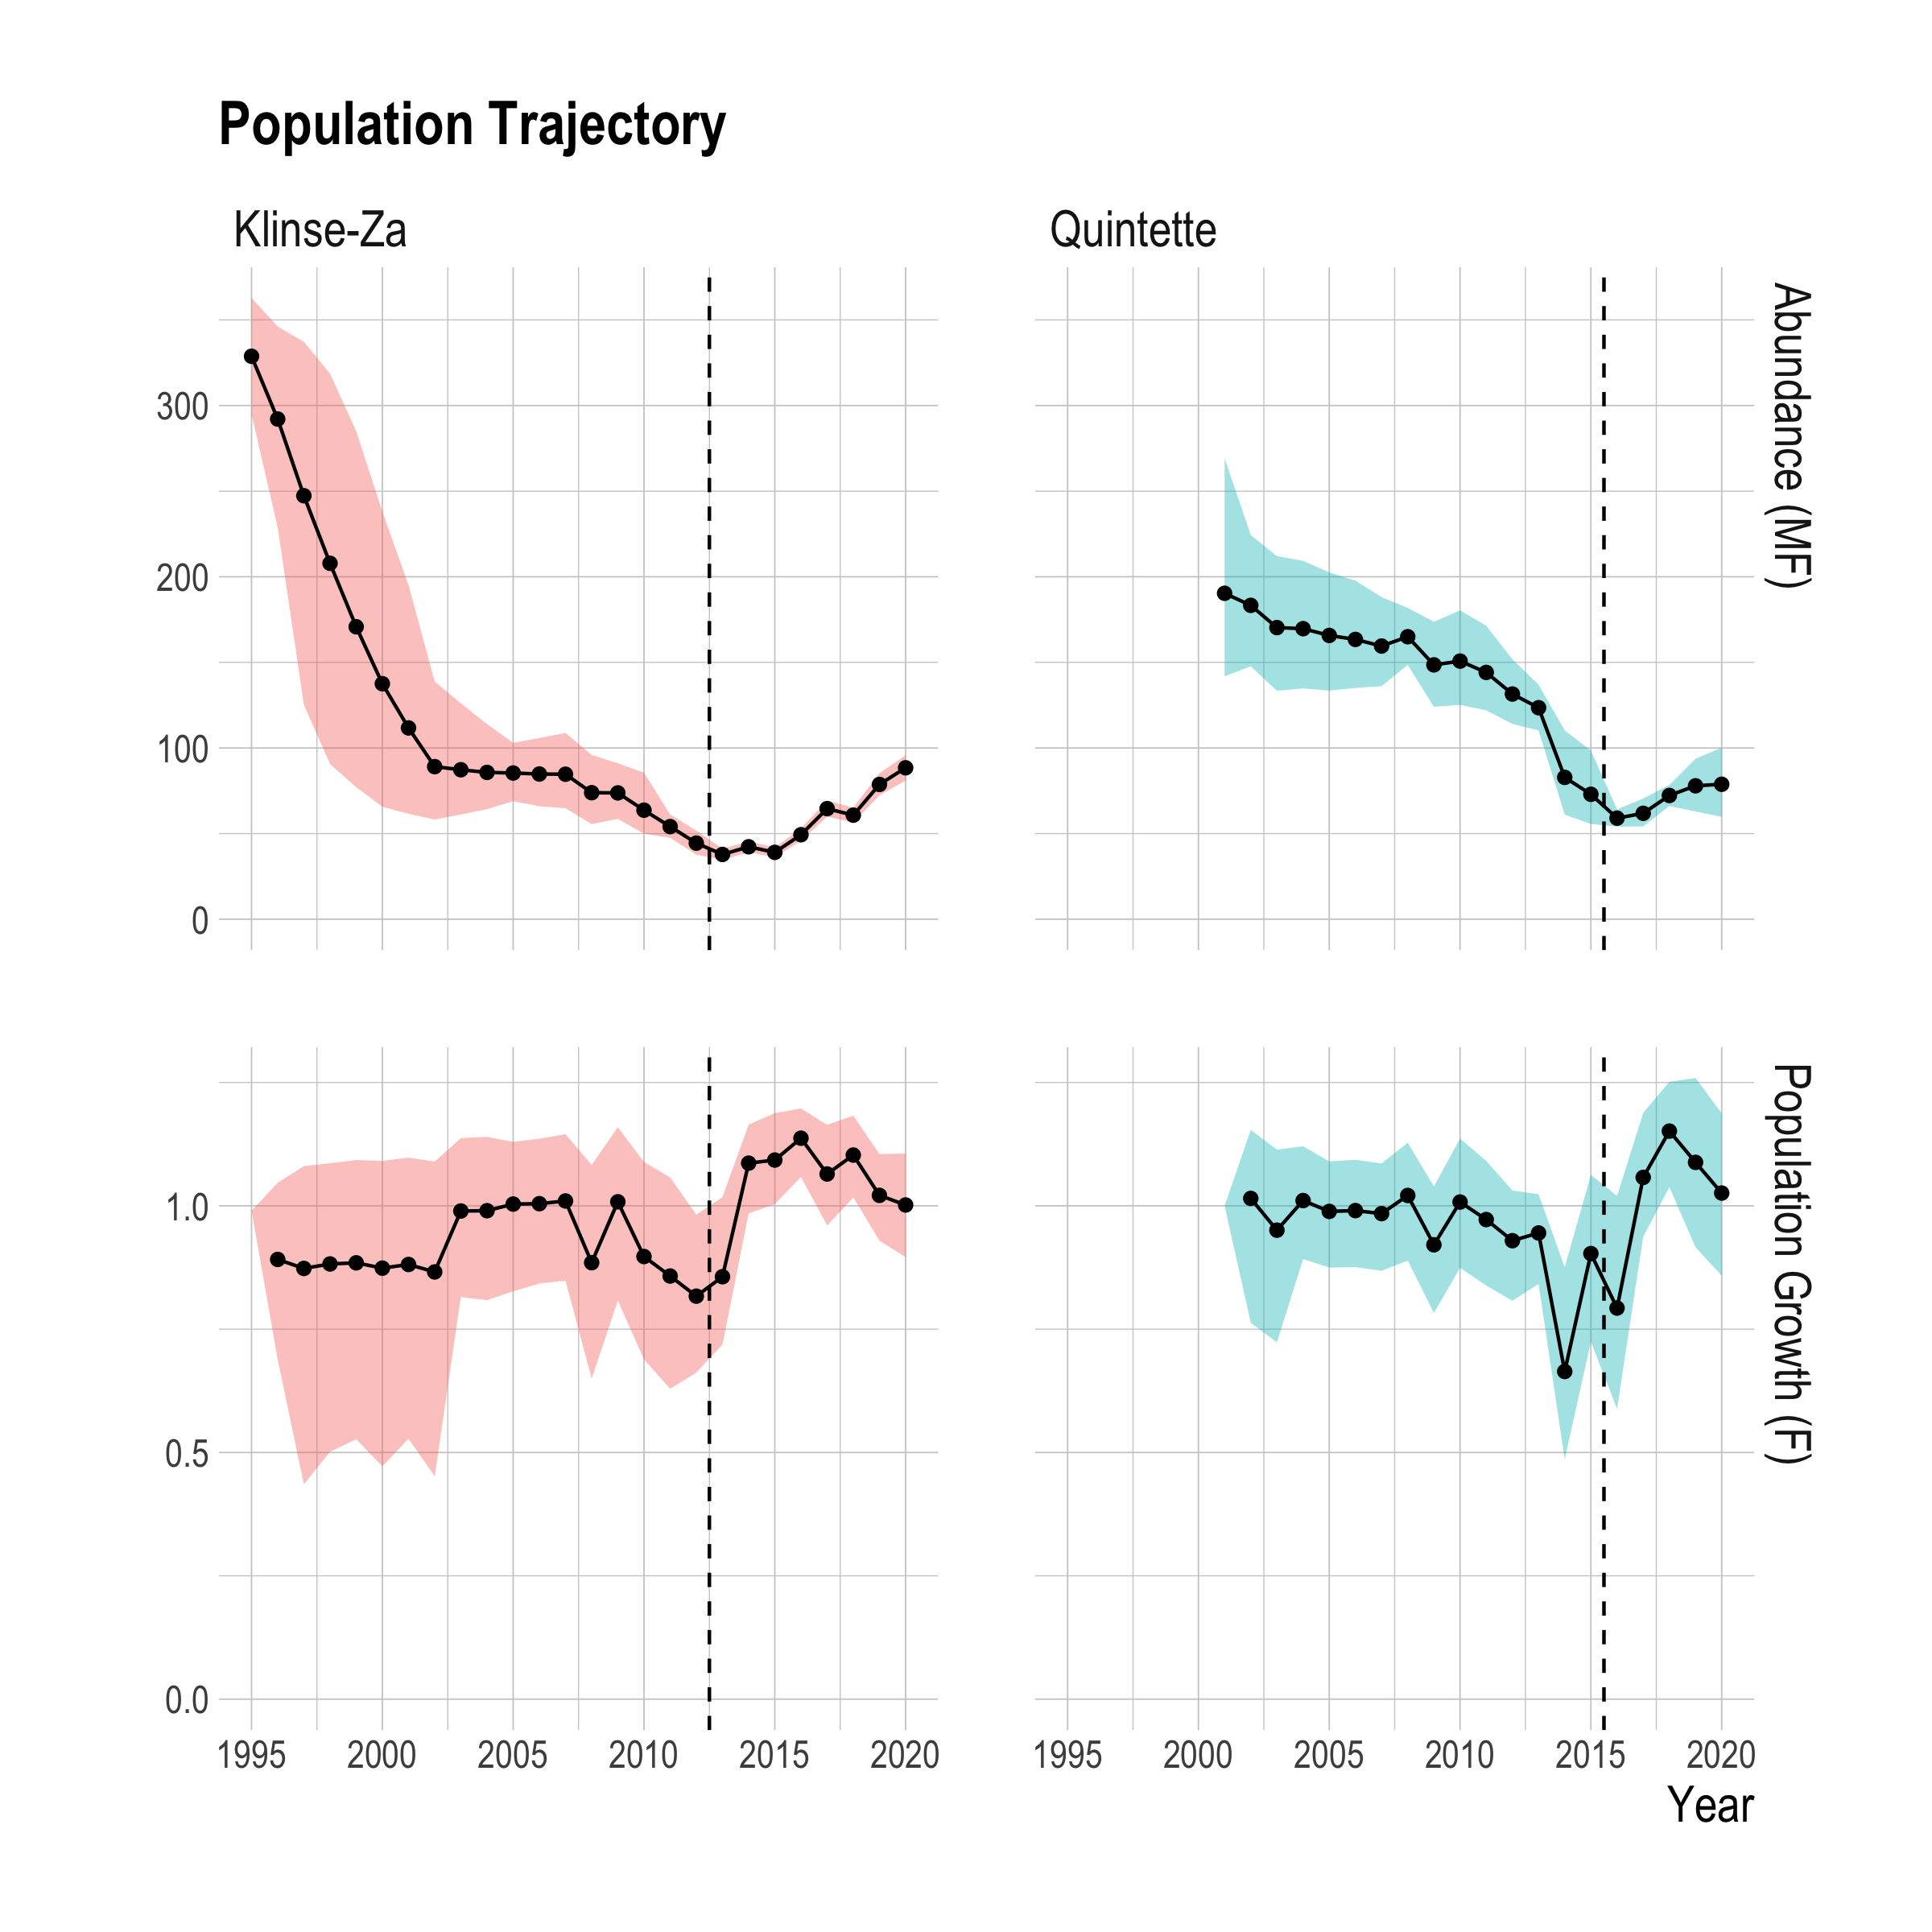 Population Trajectory
Klinse-Za
Quintette
300
200
100
0
Abundance (MF)
1.0
0.5
0.0
Population Growth (F)
1995 2000 2005 2010 2015 2020
1995 2000 2005 2010 2015 2020
Year